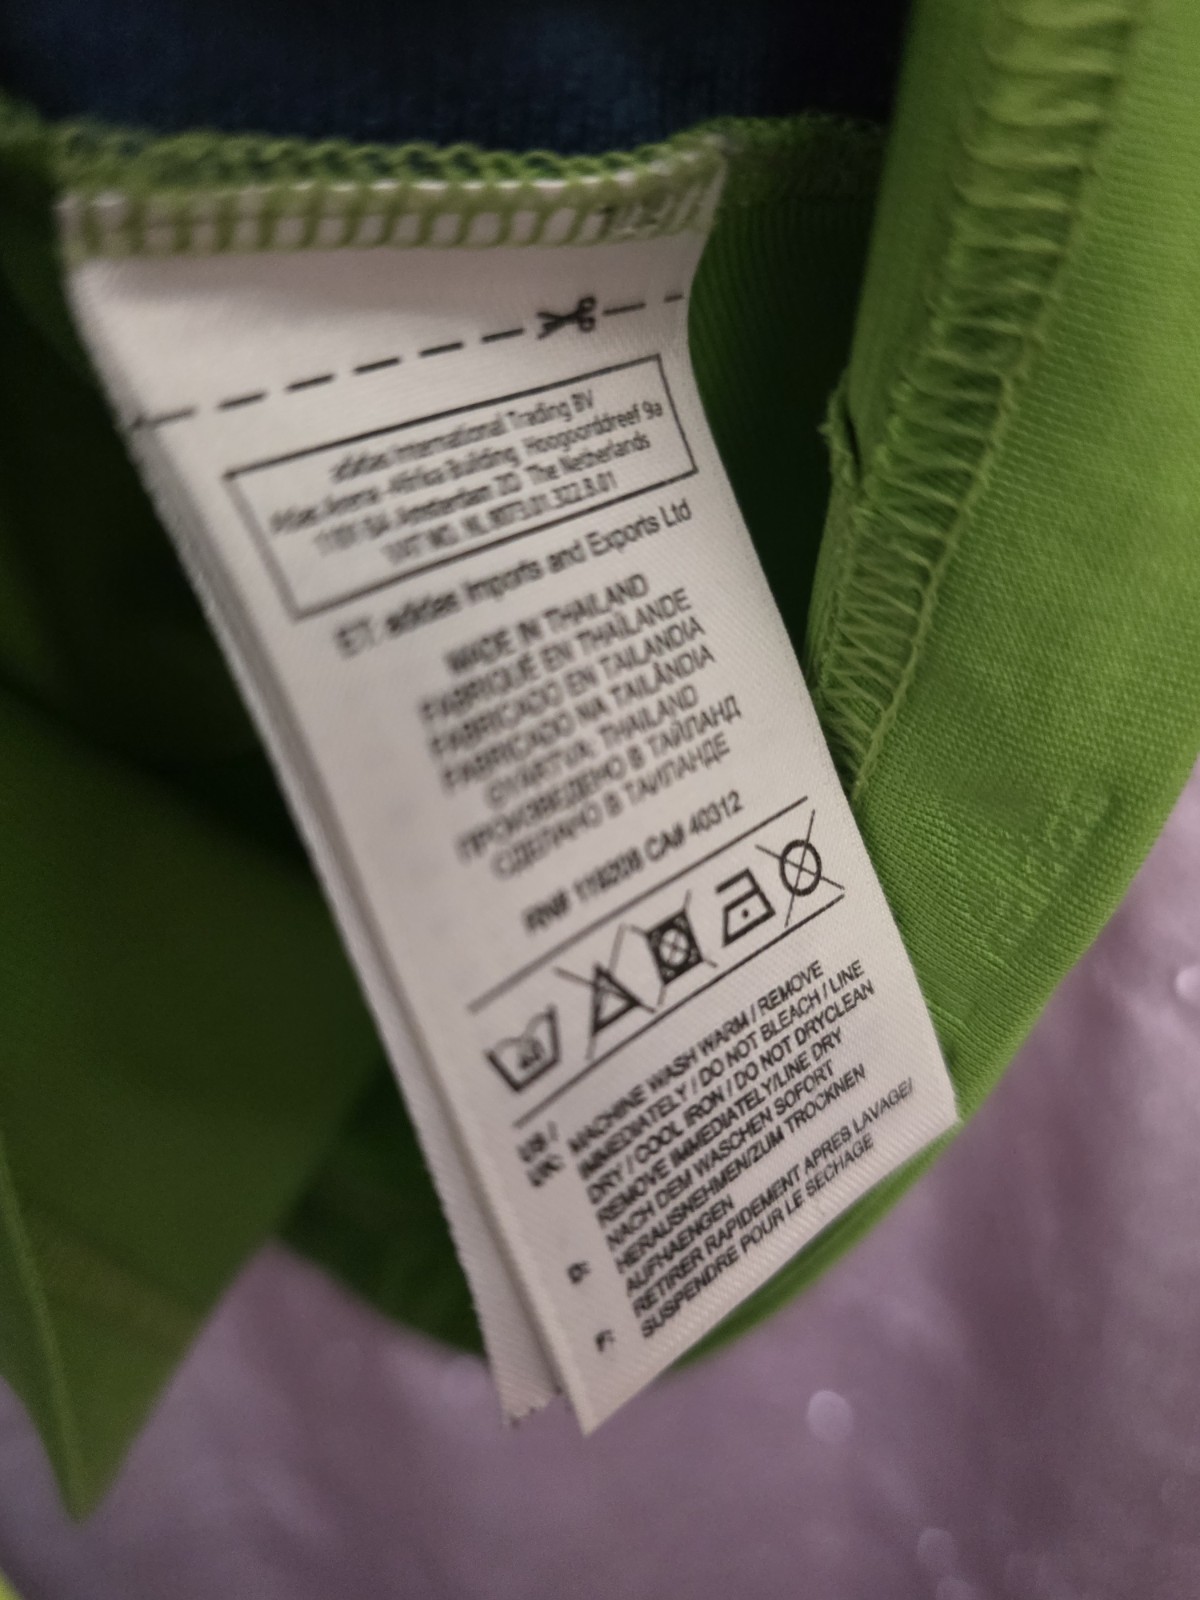 adidas International Trading BV
Atlas Arena - Afrika Building Hoogoorddreef 9a
1101 BA Amsterdam ZO The Netherlands
VAT NO. NL 8073.01.322.B.01
adidas Imports and Exports Ltd
MADE IN THAILAND
FABRIQUÉ EN THAÏLANDE
FABRICADO EN TAILANDIA
FABRICADO NA TAILÂNDIA
GYÁRTVA: THAILAND
ПРОИЗВЕДЕНО В ТАЙЛАНД
СДЕЛАНО В ТАИЛАНДЕ
RN# 118208 CA# 40312
US / UK: MACHINE WASH WARM / REMOVE
IMMEDIATELY / DO NOT BLEACH / LINE
DRY / COOL IRON / DO NOT DRYCLEAN
REMOVE IMMEDIATELY/LINE DRY
D: NACH DEM WASCHEN SOFORT
HERAUSNEHMEN/ZUM TROCKNEN
AUFHAENGEN
F: RETIRER RAPIDEMENT APRES LAVAGE/
SUSPENDRE POUR LE SECHAGE